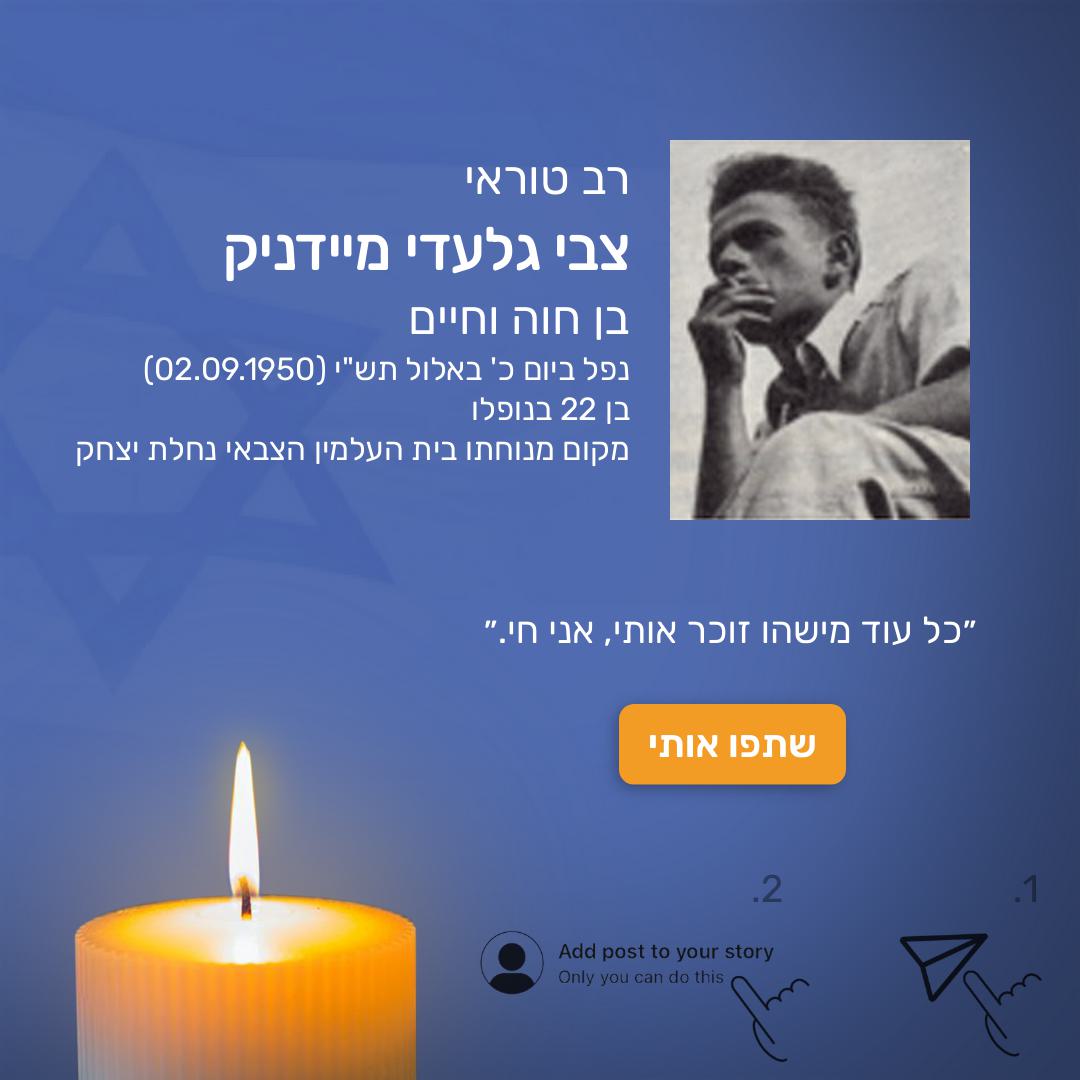 רב טוראי
צבי גלעדי מיידניק
בן חוה וחיים
נפל ביום כ' באלול תש"י (02.09.1950)
בן 22 בנופלו
מקום מנוחתו בית העלמין הצבאי נחלת יצחק
״כל עוד מישהו זוכר אותי, אני חי.״
שתפו אותי
.1
.2
Add post to your story
Only you can do this